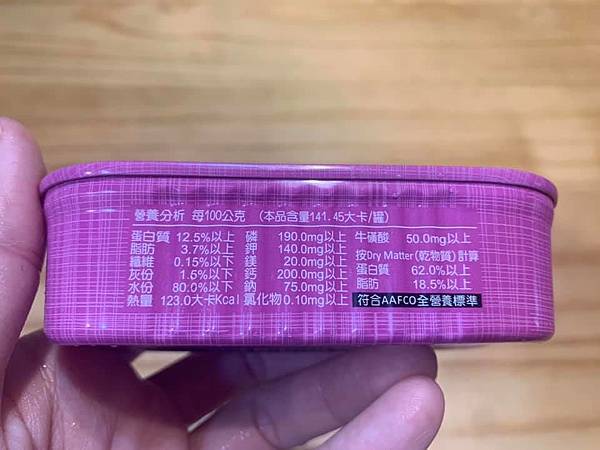 營養分析 每100公克 (本品含量141.45大卡/罐)
蛋白質 12.5%以上 磷 190.0mg以上 牛磺酸 50.0mg以上
脂肪 3.7%以上 鉀 140.0mg以上 按Dry Matter(乾物質)計算
纖維 0.15%以下 鎂 20.0mg以上 蛋白質 62.0%以上
灰份 1.5%以下 鈣 200.0mg以上 脂肪 18.5%以上
水份 80.0%以下 鈉 75.0mg以上
熱量 123.0大卡Kcal 氯化物 0.10mg以上 符合AAFCO全營養標準